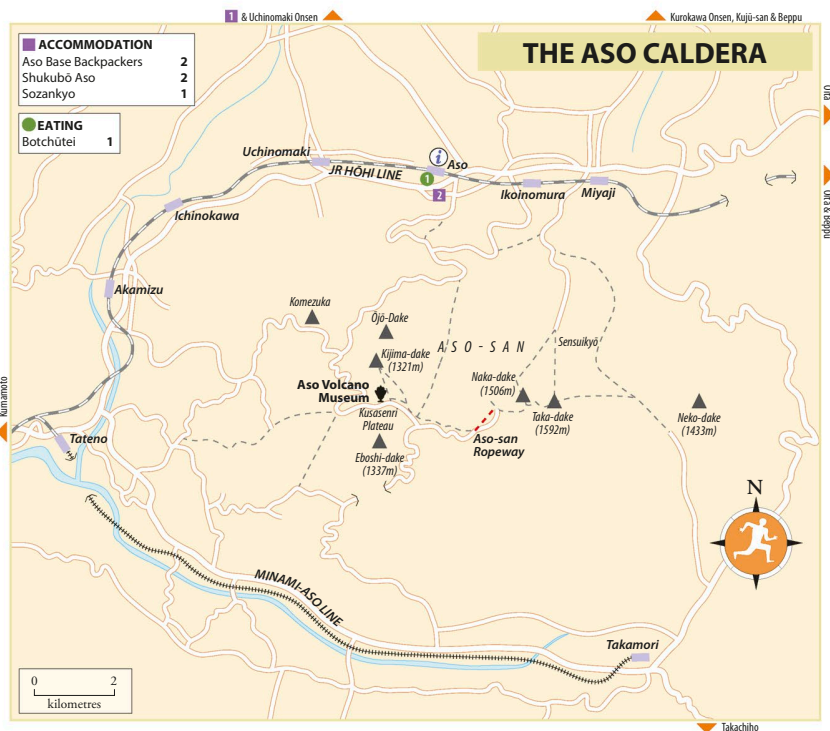 1 & Uchinomaki Onsen
Kurokawa Onsen, Kujū-san & Beppu
THE ASO CALDERA
ACCOMMODATION
Aso Base Backpackers 2
Shukubō Aso 2
Sozankyo 1
EATING
Botchūtei 1
Oita
Oita & Beppu
Uchinomaki
JR HŌHI LINE
i
Aso
1
2
Ikoinomura
Miyaji
Ichinokawa
Akamizu
Komezuka
Ōjō-Dake
Kijima-dake
(1321m)
ASO-SAN
Sensuikyō
Aso Volcano
Museum
Naka-dake
(1506m)
Kusasenri
Plateau
Taka-dake
(1592m)
Neko-dake
(1433m)
Kumamoto
Tateno
Eboshi-dake
(1337m)
Aso-san
Ropeway
N
MINAMI-ASO LINE
Takamori
0 2
kilometres
Takachiho